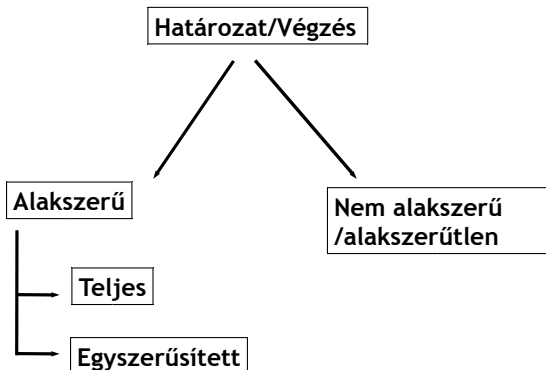 Határozat/Végzés
Alakszerű
Nem alakszerű
/alakszerűtlen
Teljes
Egyszerűsített